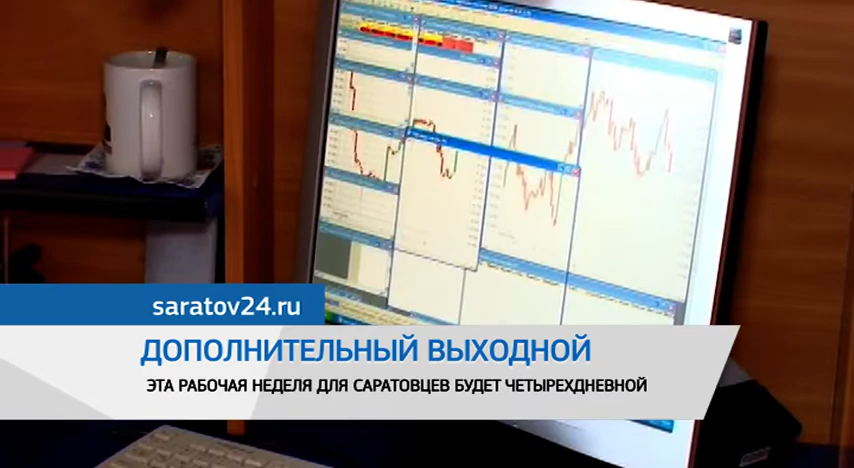 saratov24.ru
ДОПОЛНИТЕЛЬНЫЙ ВЫХОДНОЙ
ЭТА РАБОЧАЯ НЕДЕЛЯ ДЛЯ САРАТОВЦЕВ БУДЕТ ЧЕТЫРЕХДНЕВНОЙ